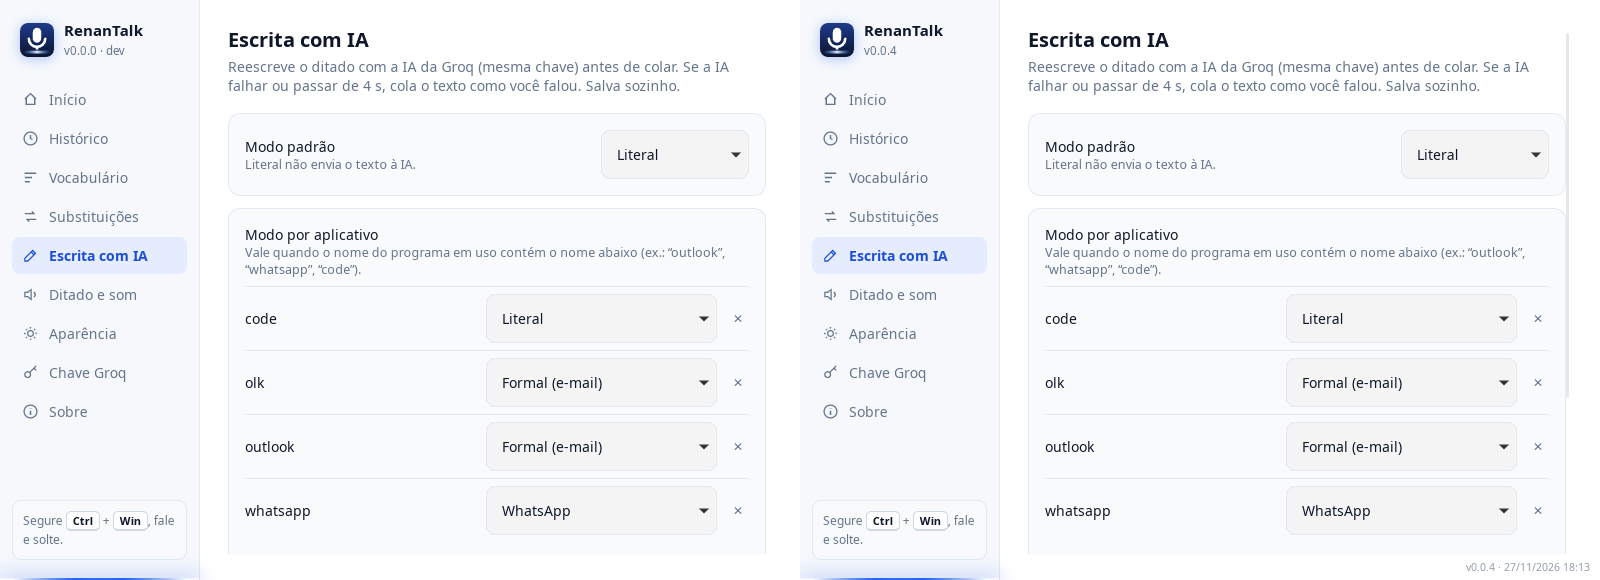 RenanTalk
v0.0.0 · dev
Início
Histórico
Vocabulário
Substituições
Escrita com IA
Ditado e som
Aparência
Chave Groq
Sobre
Segure Ctrl + Win, fale
e solte.
Escrita com IA
Reescreve o ditado com a IA da Groq (mesma chave) antes de colar. Se a IA
falhar ou passar de 4 s, cola o texto como você falou. Salva sozinho.
Modo padrão
Literal não envia o texto à IA.
Literal
Modo por aplicativo
Vale quando o nome do programa em uso contém o nome abaixo (ex.: “outlook”,
“whatsapp”, “code”).
code Literal ×
olk Formal (e-mail) ×
outlook Formal (e-mail) ×
whatsapp WhatsApp ×
RenanTalk
v0.0.4
Início
Histórico
Vocabulário
Substituições
Escrita com IA
Ditado e som
Aparência
Chave Groq
Sobre
Segure Ctrl + Win, fale
e solte.
Escrita com IA
Reescreve o ditado com a IA da Groq (mesma chave) antes de colar. Se a IA
falhar ou passar de 4 s, cola o texto como você falou. Salva sozinho.
Modo padrão
Literal não envia o texto à IA.
Literal
Modo por aplicativo
Vale quando o nome do programa em uso contém o nome abaixo (ex.: “outlook”,
“whatsapp”, “code”).
code Literal ×
olk Formal (e-mail) ×
outlook Formal (e-mail) ×
whatsapp WhatsApp ×
v0.0.4 · 27/11/2026 18:13